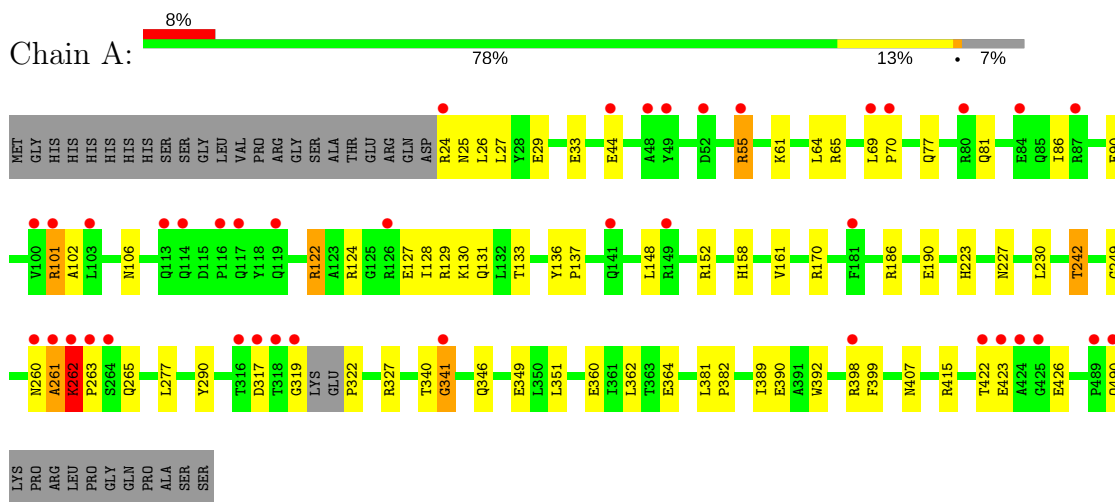 8%
Chain A:
78% 13% • 7%
MET GLY HIS HIS HIS HIS HIS HIS SER SER GLY LEU VAL PRO ARG GLY SER ALA THR GLU ARG GLN ASP R24 N25 L26 L27 Y28 E29 E33 E44 A48 Y49 D52 R55 K61 L64 R65 L69 P70 Q77 R80 Q81 E84 Q85 I86 R87
V100 R101 A102 L103 N106 Q113 Q114 D115 P116 Q117 Y118 Q119 R122 A123 R124 G125 R126 E127 I128 R129 K130 Q131 L132 T133 Y136 P137 Q141 L148 R149 R152 H158 V161 R170 F181 R186 E190 H223 N227 L230 T242
N260 A261 K262 P263 S264 Q265 L277 Y290 T316 D317 T318 G319 LYS GLU P322 R327 T340 G341 Q346 E349 L350 L351 E360 I361 L362 T363 E364 L381 P382 I389 E390 A391 W392 R398 F399 N407 R415 T422 E423 A424 G425 E426 P489
LYS PRO ARG LEU PRO GLY GLN PRO ALA SER SER